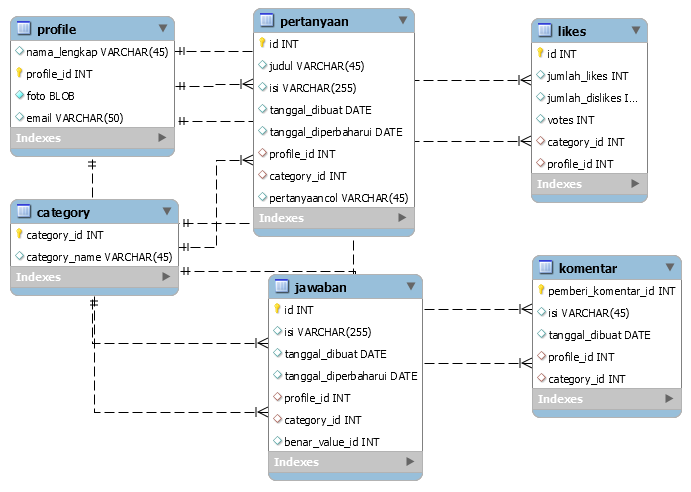 profile
nama_lengkap VARCHAR(45)
profile_id INT
foto BLOB
email VARCHAR(50)
Indexes
pertanyaan
id INT
judul VARCHAR(45)
isi VARCHAR(255)
tanggal_dibuat DATE
tanggal_diperbaharui DATE
profile_id INT
category_id INT
pertanyaancol VARCHAR(45)
Indexes
likes
id INT
jumlah_likes INT
jumlah_dislikes I...
votes INT
category_id INT
profile_id INT
Indexes
category
category_id INT
category_name VARCHAR(45)
Indexes
jawaban
id INT
isi VARCHAR(255)
tanggal_dibuat DATE
tanggal_diperbaharui DATE
profile_id INT
category_id INT
benar_value_id INT
Indexes
komentar
pemberi_komentar_id INT
isi VARCHAR(45)
tanggal_dibuat DATE
profile_id INT
category_id INT
Indexes